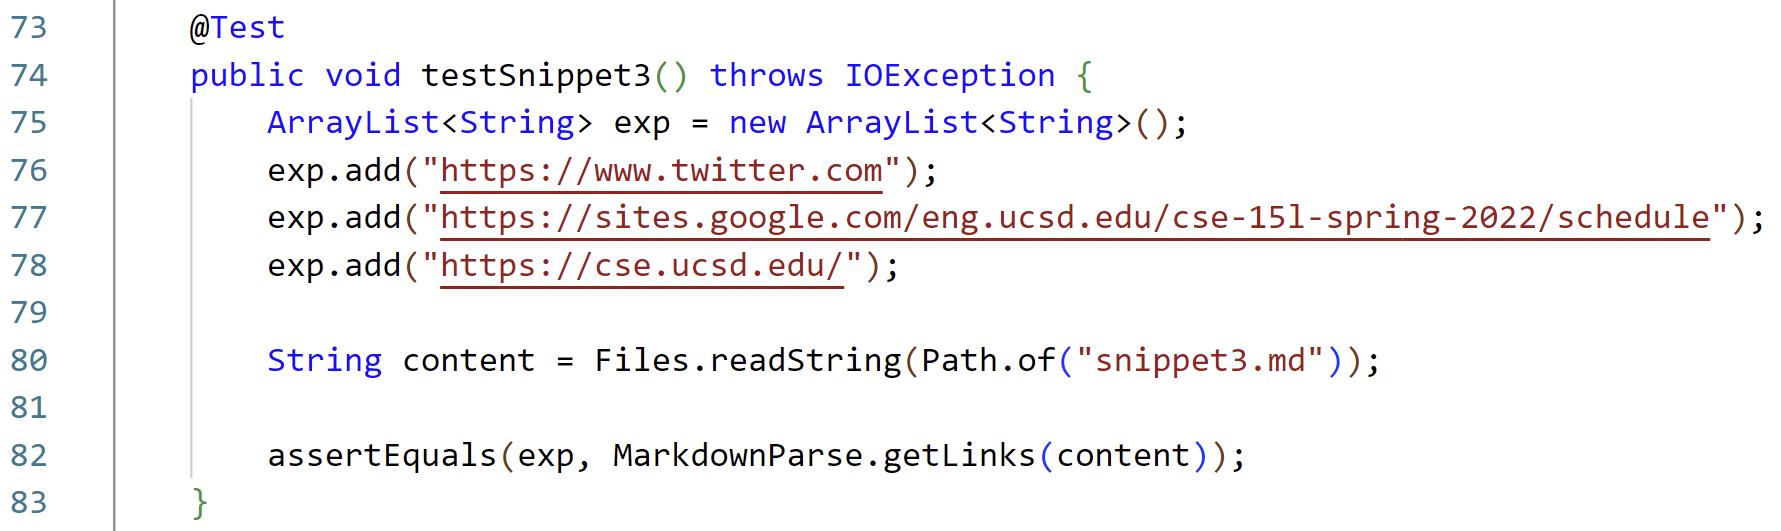 73 @Test
74 public void testSnippet3() throws IOException {
75 ArrayList<String> exp = new ArrayList<String>();
76 exp.add("https://www.twitter.com");
77 exp.add("https://sites.google.com/eng.ucsd.edu/cse-15l-spring-2022/schedule");
78 exp.add("https://cse.ucsd.edu/");
79
80 String content = Files.readString(Path.of("snippet3.md"));
81
82 assertEquals(exp, MarkdownParse.getLinks(content));
83 }